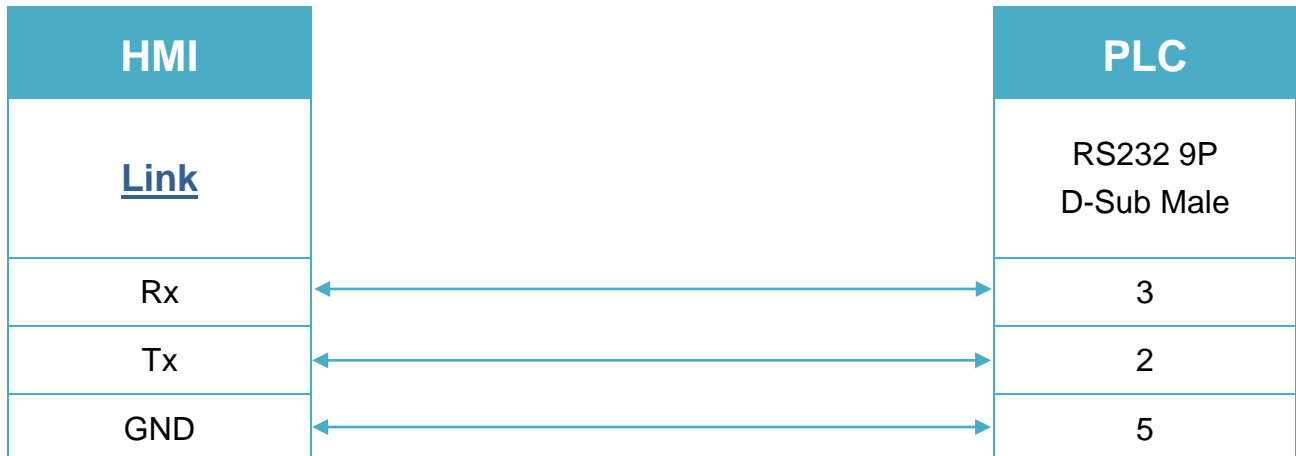 HMI
PLC
Link
RS232 9P
D-Sub Male
Rx
3
Tx
2
GND
5